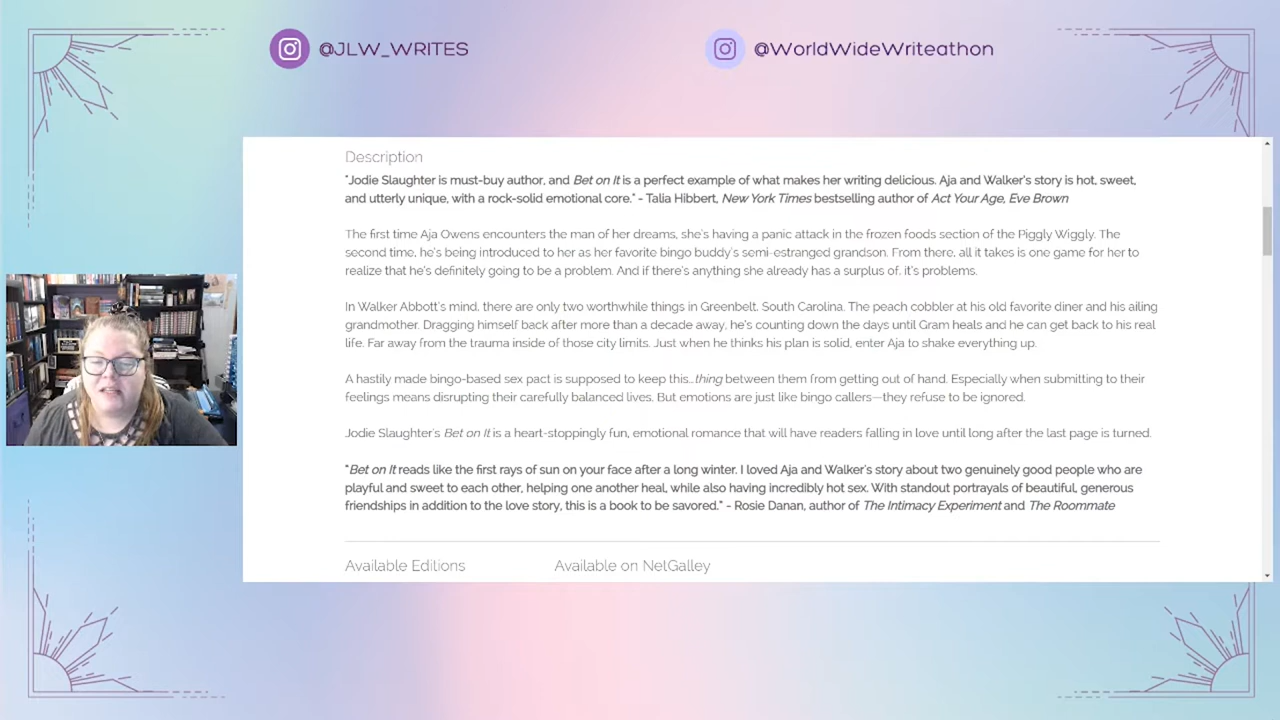 @JLW_WRITES
@WorldWideWriteathon
Description
"Jodie Slaughter is must-buy author, and Bet on It is a perfect example of what makes her writing delicious. Aja and Walker's story is hot, sweet,
and utterly unique, with a rock-solid emotional core." - Talia Hibbert, New York Times bestselling author of Act Your Age, Eve Brown
The first time Aja Owens encounters the man of her dreams, she's having a panic attack in the frozen foods section of the Piggly Wiggly. The
second time, he's being introduced to her as her favorite bingo buddy's semi-estranged grandson. From there, all it takes is one game for her to
realize that he's definitely going to be a problem. And if there's anything she already has a surplus of, it's problems.
In Walker Abbott's mind, there are only two worthwhile things in Greenbelt, South Carolina. The peach cobbler at his old favorite diner and his ailing
grandmother. Dragging himself back after more than a decade away, he's counting down the days until Gram heals and he can get back to his real
life. Far away from the trauma inside of those city limits. Just when he thinks his plan is solid, enter Aja to shake everything up.
A hastily made bingo-based sex pact is supposed to keep this...thing between them from getting out of hand. Especially when submitting to their
feelings means disrupting their carefully balanced lives. But emotions are just like bingo callers—they refuse to be ignored.
Jodie Slaughter's Bet on It is a heart-stoppingly fun, emotional romance that will have readers falling in love until long after the last page is turned.
"Bet on It reads like the first rays of sun on your face after a long winter. I loved Aja and Walker's story about two genuinely good people who are
playful and sweet to each other, helping one another heal, while also having incredibly hot sex. With standout portrayals of beautiful, generous
friendships in addition to the love story, this is a book to be savored." - Rosie Danan, author of The Intimacy Experiment and The Roommate
Available Editions
Available on NetGalley